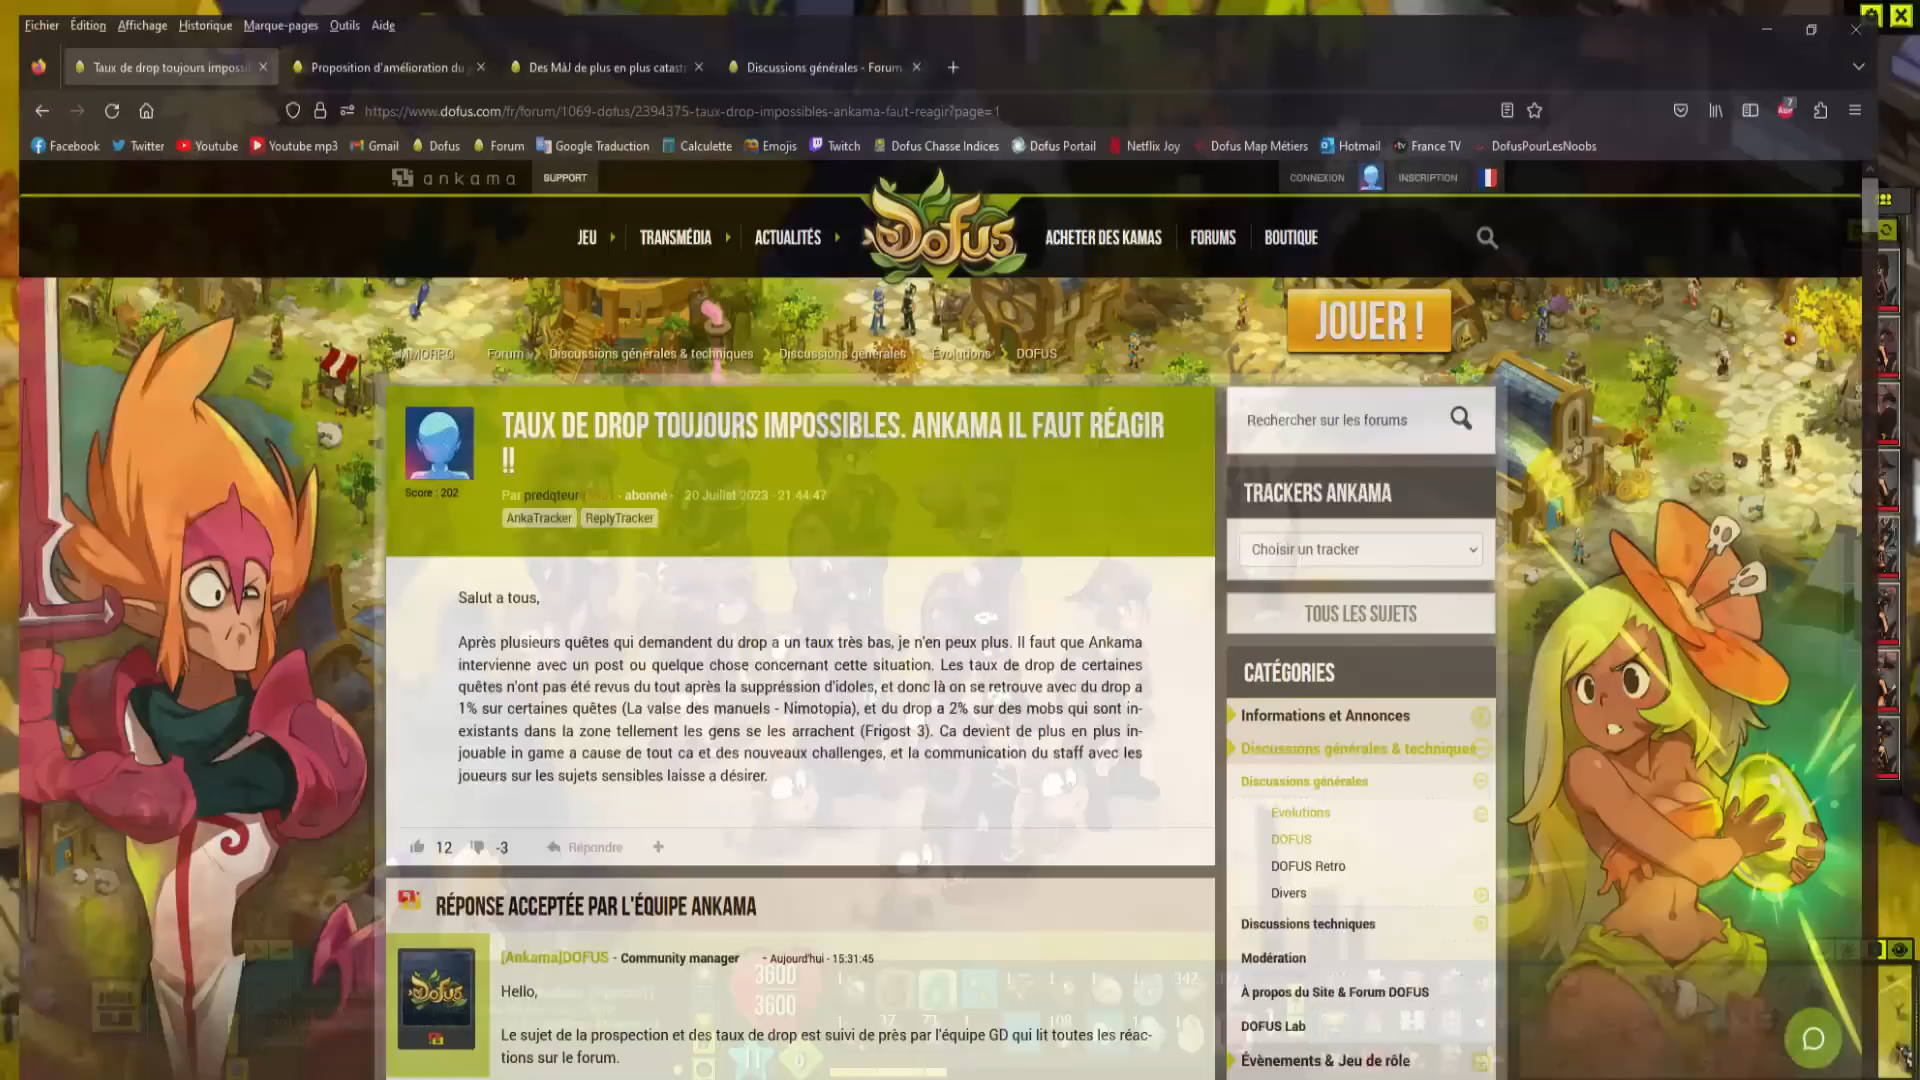 Fichier Édition Affichage Historique Marque-pages Outils Aide
Taux de drop toujours impossi Proposition d'amélioration du Des MàJ de plus en plus catast Discussions générales - Forum
https://www.dofus.com/fr/forum/1069-dofus/2394375-taux-drop-impossibles-ankama-faut-reagir?page=1
Facebook Twitter Youtube Youtube mp3 Gmail Dofus Forum Google Traduction Calculette Emojis Twitch Dofus Chasse Indices Dofus Portail Netflix Joy Dofus Map Métiers Hotmail France TV DofusPourLesNoobs
ankama SUPPORT CONNEXION INSCRIPTION
JEU TRANSMÉDIA ACTUALITÉS DOFUS ACHETER DES KAMAS FORUMS BOUTIQUE
JOUER !
MMORPG Forum Discussions générales & techniques Discussions générales Évolutions DOFUS
TAUX DE DROP TOUJOURS IMPOSSIBLES. ANKAMA IL FAUT RÉAGIR
!!
Score : 202
Par predqteur - abonné - 20 Juillet 2023 - 21:44:47
AnkaTracker ReplyTracker
Salut a tous,
Après plusieurs quêtes qui demandent du drop a un taux très bas, je n'en peux plus. Il faut que Ankama
intervienne avec un post ou quelque chose concernant cette situation. Les taux de drop de certaines
quêtes n'ont pas été revus du tout après la suppréssion d'idoles, et donc là on se retrouve avec du drop a
1% sur certaines quêtes (La valse des manuels - Nimotopia), et du drop a 2% sur des mobs qui sont in-
existants dans la zone tellement les gens se les arrachent (Frigost 3). Ca devient de plus en plus in-
jouable in game a cause de tout ca et des nouveaux challenges, et la communication du staff avec les
joueurs sur les sujets sensibles laisse a désirer.
12 -3 Répondre
RÉPONSE ACCEPTÉE PAR L'ÉQUIPE ANKAMA
[Ankama]DOFUS - Community manager - Aujourd'hui - 15:31:45
Hello,
Le sujet de la prospection et des taux de drop est suivi de près par l'équipe GD qui lit toutes les réac-
tions sur le forum.
DOFUS
3600
3600
Rechercher sur les forums
TRACKERS ANKAMA
Choisir un tracker
TOUS LES SUJETS
CATÉGORIES
Informations et Annonces
Discussions générales & techniques
Discussions générales
Evolutions
DOFUS
DOFUS Retro
Divers
Discussions techniques
Modération
À propos du Site & Forum DOFUS
DOFUS Lab
Évènements & Jeu de rôle